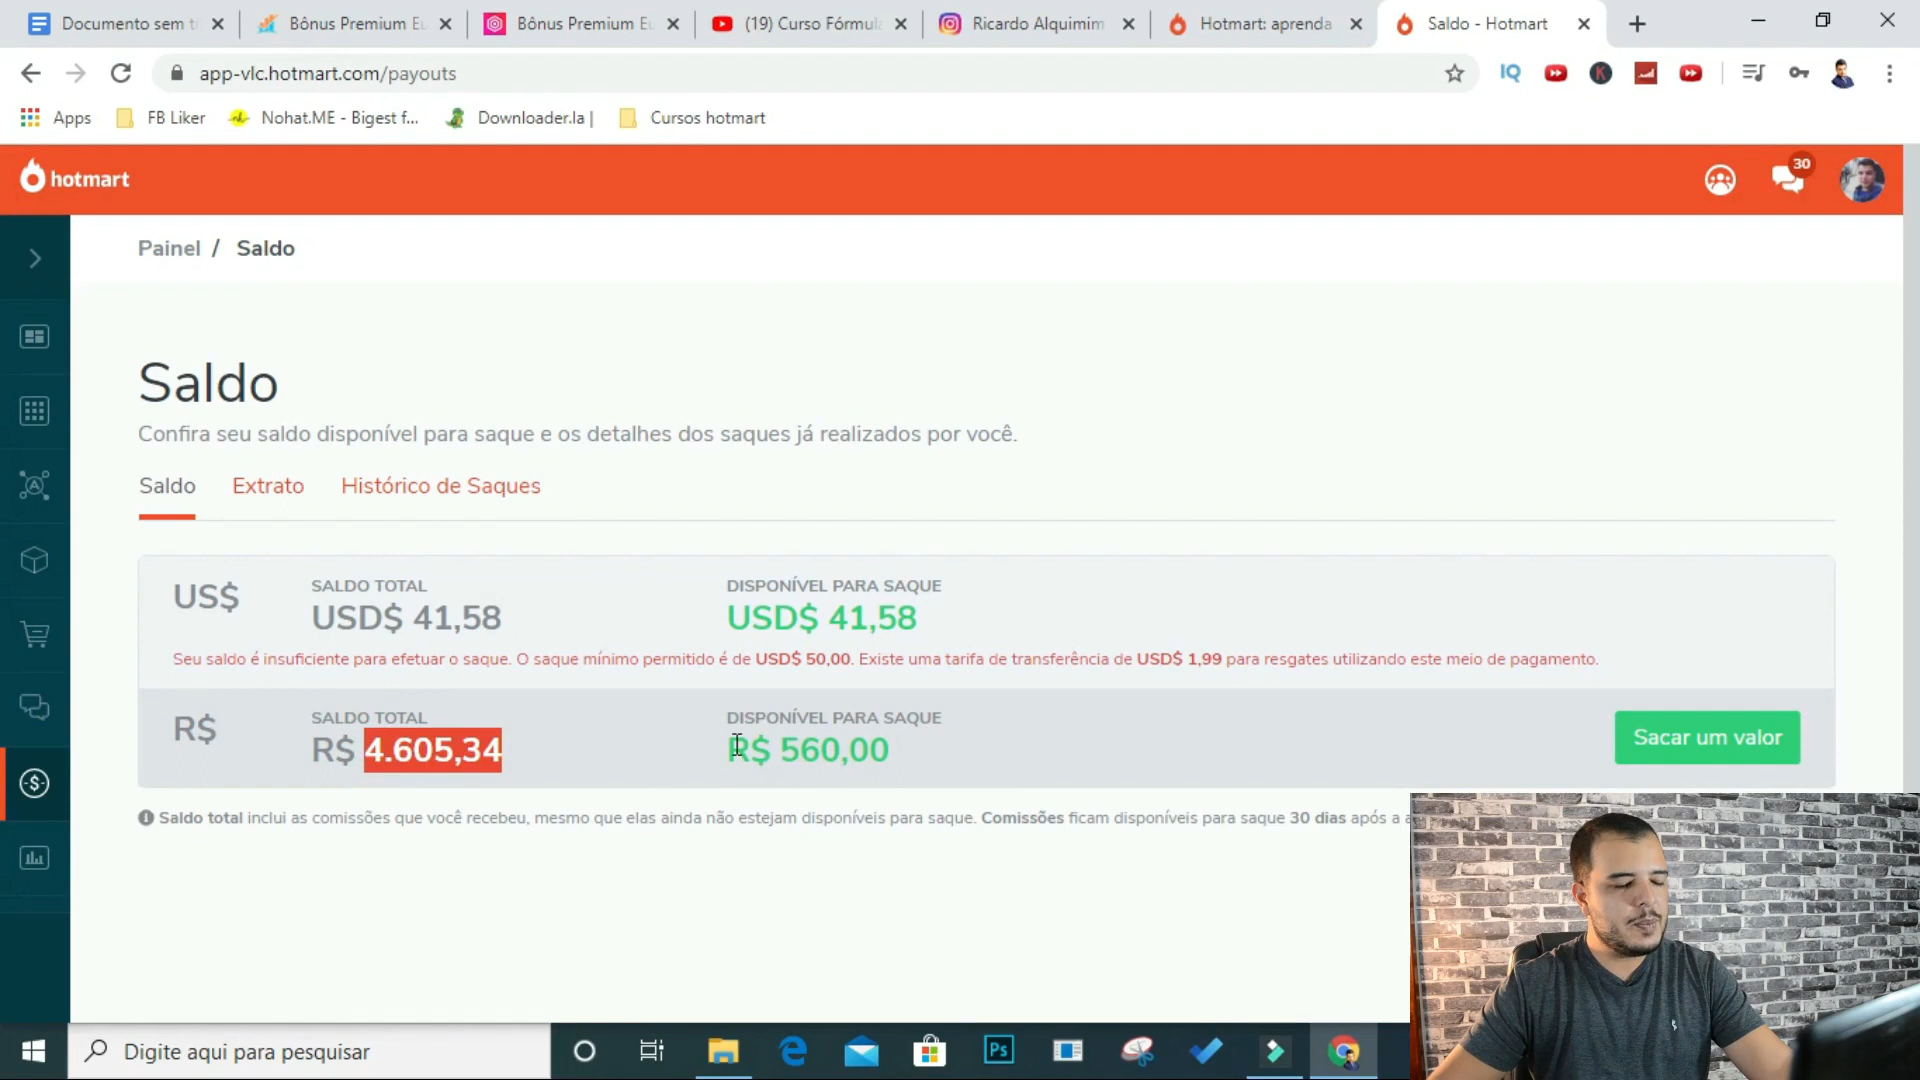 Documento sem tí
Bônus Premium Eu
Bônus Premium Eu
(19) Curso Fórmula
Ricardo Alquimim
Hotmart: aprenda
Saldo - Hotmart
app-vlc.hotmart.com/payouts
IQ
K
Apps
FB Liker
Nohat.ME - Bigest f...
Downloader.la |
Cursos hotmart
hotmart
30
Painel / Saldo
Saldo
Confira seu saldo disponível para saque e os detalhes dos saques já realizados por você.
Saldo Extrato Histórico de Saques
US$
SALDO TOTAL
USD$ 41,58
DISPONÍVEL PARA SAQUE
USD$ 41,58
Seu saldo é insuficiente para efetuar o saque. O saque mínimo permitido é de USD$ 50,00. Existe uma tarifa de transferência de USD$ 1,99 para resgates utilizando este meio de pagamento.
R$
SALDO TOTAL
R$ 4.605,34
DISPONÍVEL PARA SAQUE
R$ 560,00
Sacar um valor
Saldo total inclui as comissões que você recebeu, mesmo que elas ainda não estejam disponíveis para saque. Comissões ficam disponíveis para saque 30 dias após a
Digite aqui para pesquisar
Ps